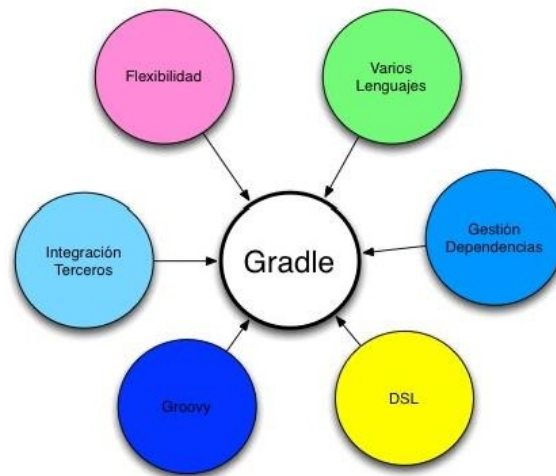 Flexibilidad
Varios
Lenguajes
Integración
Terceros
Gradle
Gestión
Dependencias
Groovy
DSL